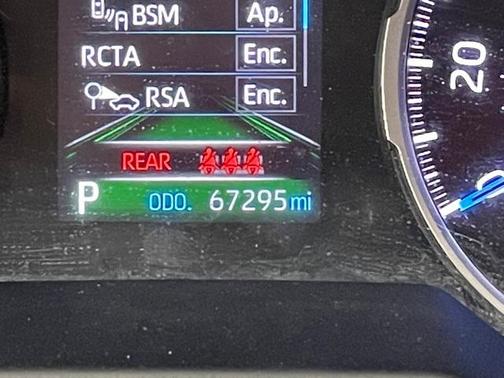 BSM Ap.
RCTA Enc.
RSA Enc.
REAR
P ODO. 67295 mi
20